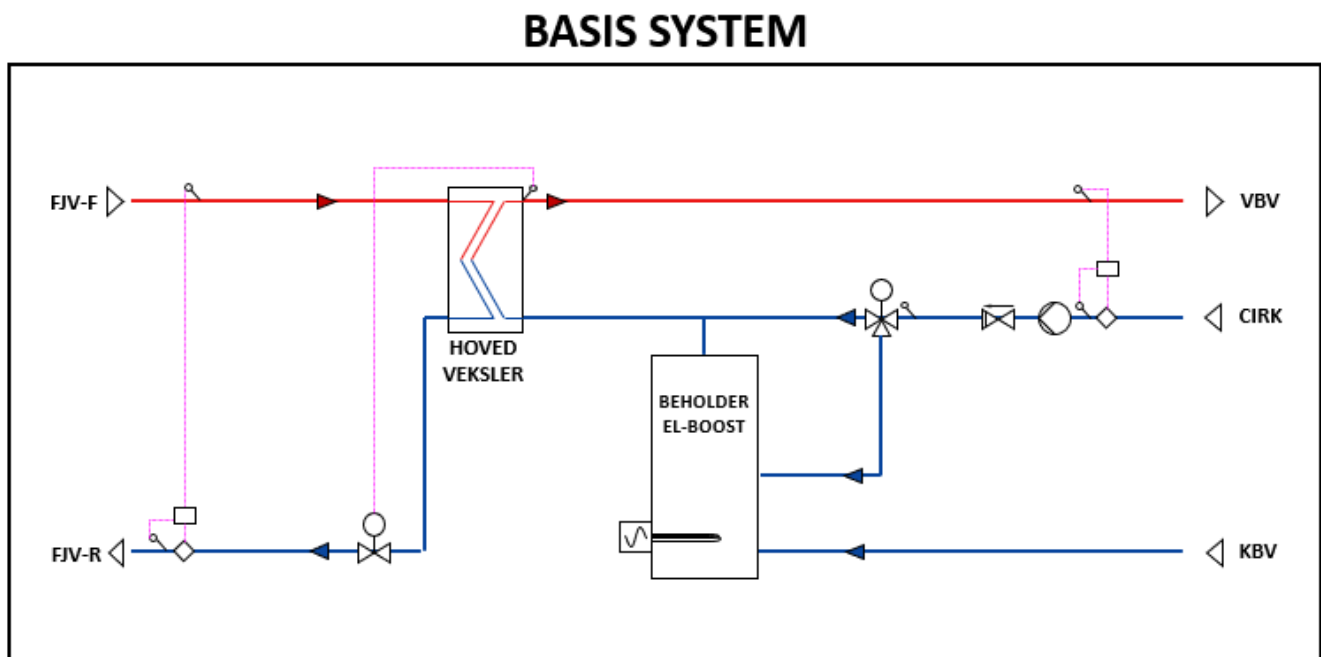 BASIS SYSTEM
FJV-F
VBV
CIRK
HOVED
VEKSLER
BEHOLDER
EL-BOOST
FJV-R
KBV